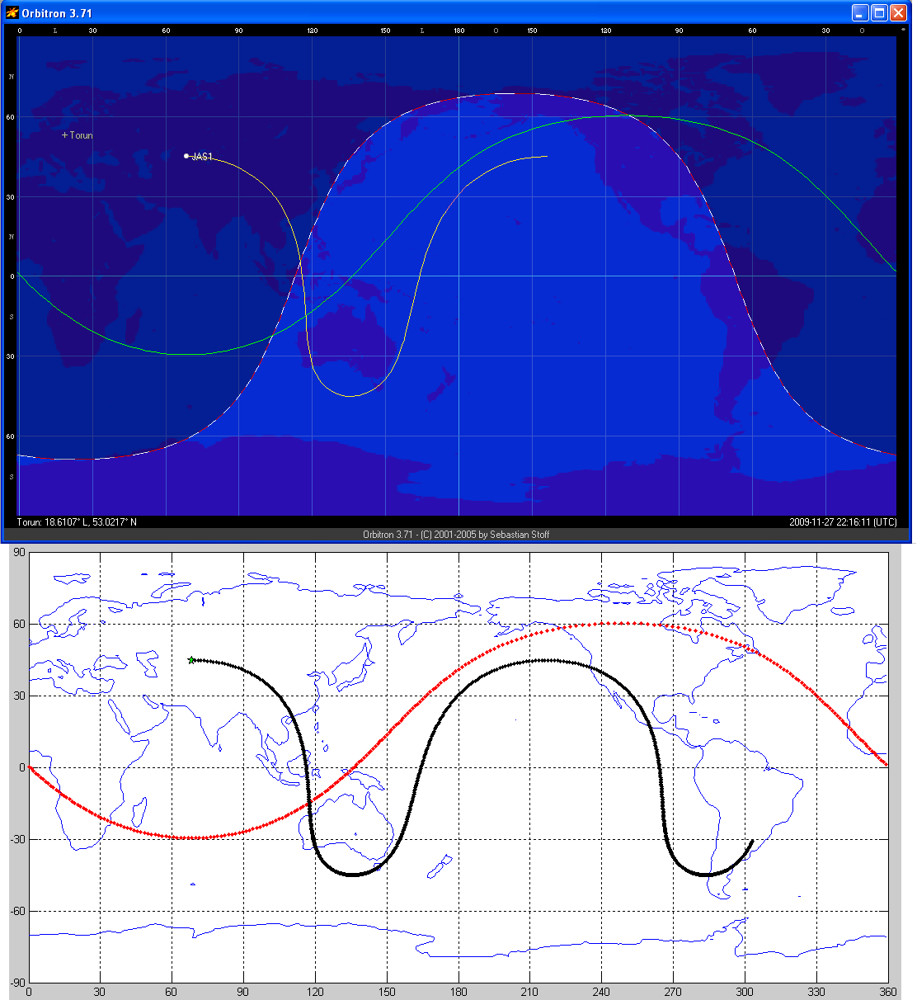 Orbitron 3.71
0 L 30 60 90 120 L 150 180 O 150 120 90 60 30 O *
N
60
Torun
JAS1
30
N
0
S
30
60
S
Torun: 18.6107° L, 53.0217° N 2009-11-27 22:16:11 (UTC)
Orbitron 3.71 - (C) 2001-2005 by Sebastian Stoff
90
60
30
0
-30
-60
-90
0 30 60 90 120 150 180 210 240 270 300 330 360